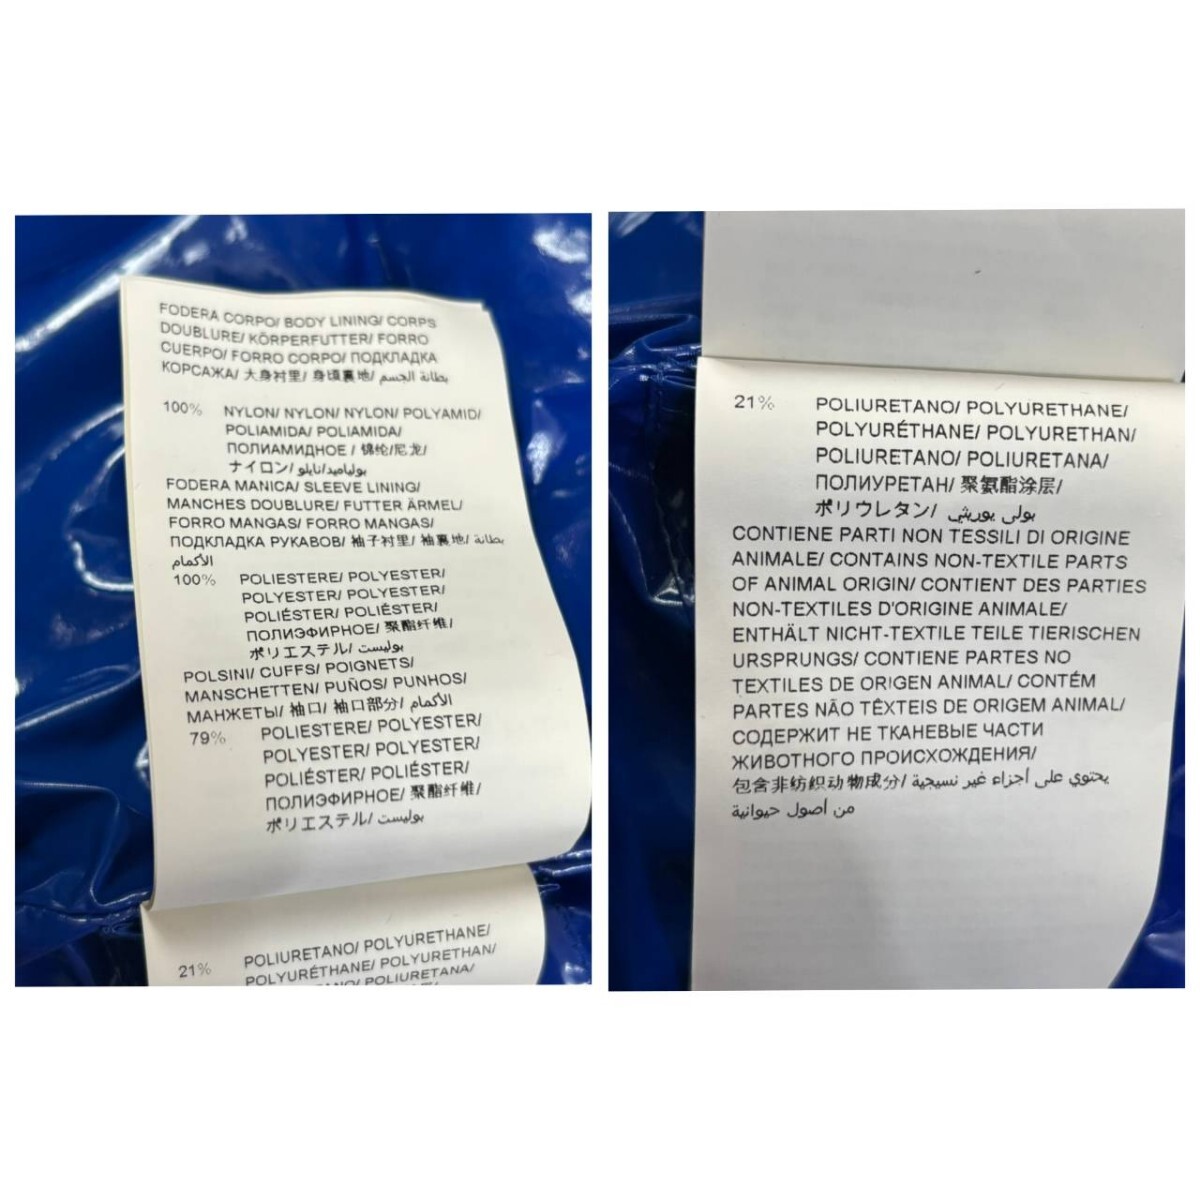 FODERA CORPO/ BODY LINING/ CORPS
DOUBLURE/ KÖRPERFUTTER/ FORRO
CUERPO/ FORRO CORPO/ ПОДКЛАДКА
КОРСАЖА/ 大身衬里/ 身頃裏地/ بطانة الجسم
100% NYLON/ NYLON/ NYLON/ POLYAMID/
POLIAMIDA/ POLIAMIDA/
ПОЛИАМИДНОЕ / 锦纶/尼龙/
ナイロン/ بولياميد/نايلو
FODERA MANICA/ SLEEVE LINING/
MANCHES DOUBLURE/ FUTTER ÄRMEL/
FORRO MANGAS/ FORRO MANGAS/
ПОДКЛАДКА РУКАВОВ/ 袖子衬里/ 袖裏地/ بطانة
الأكمام
100% POLIESTERE/ POLYESTER/
POLYESTER/ POLYESTER/
POLIÉSTER/ POLIÉSTER/
ПОЛИЭФИРНОЕ/ 聚酯纤维/
ポリエステル/ بوليست
POLSINI/ CUFFS/ POIGNETS/
MANSCHETTEN/ PUÑOS/ PUNHOS/
МАНЖЕТЫ/ 袖口/ 袖口部分/ الأكمام
79% POLIESTERE/ POLYESTER/
POLYESTER/ POLYESTER/
POLIÉSTER/ POLIÉSTER/
ПОЛИЭФИРНОЕ/ 聚酯纤维/
ポリエステル/ بوليست
21% POLIURETANO/ POLYURETHANE/
POLYURÉTHANE/ POLYURETHAN/
POLIURETANO/ POLIURETANA/
21% POLIURETANO/ POLYURETHANE/
POLYURÉTHANE/ POLYURETHAN/
POLIURETANO/ POLIURETANA/
ПОЛИУРЕТАН/ 聚氨酯涂层/
ポリウレタン/ بولى يوريثي
CONTIENE PARTI NON TESSILI DI ORIGINE
ANIMALE/ CONTAINS NON-TEXTILE PARTS
OF ANIMAL ORIGIN/ CONTIENT DES PARTIES
NON-TEXTILES D'ORIGINE ANIMALE/
ENTHÄLT NICHT-TEXTILE TEILE TIERISCHEN
URSPRUNGS/ CONTIENE PARTES NO
TEXTILES DE ORIGEN ANIMAL/ CONTÉM
PARTES NÃO TÊXTEIS DE ORIGEM ANIMAL/
СОДЕРЖИТ НЕ ТКАНЕВЫЕ ЧАСТИ
ЖИВОТНОГО ПРОИСХОЖДЕНИЯ/
包含非纺织动物成分/ يحتوي على أجزاء غير نسيجية
من اصول حيوانية